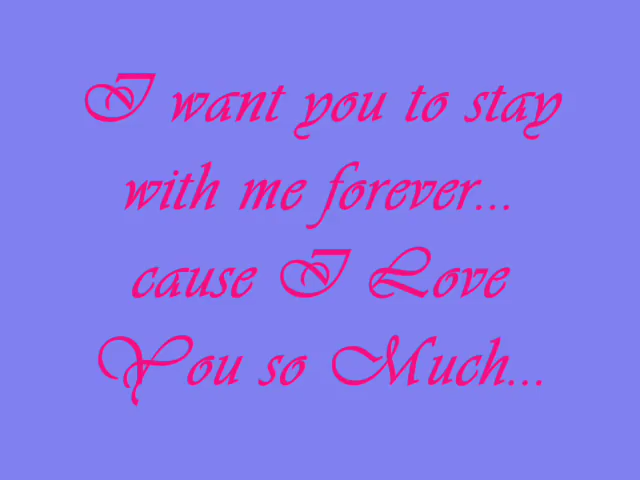 I want you to stay
with me forever...
cause I Love
You so Much...